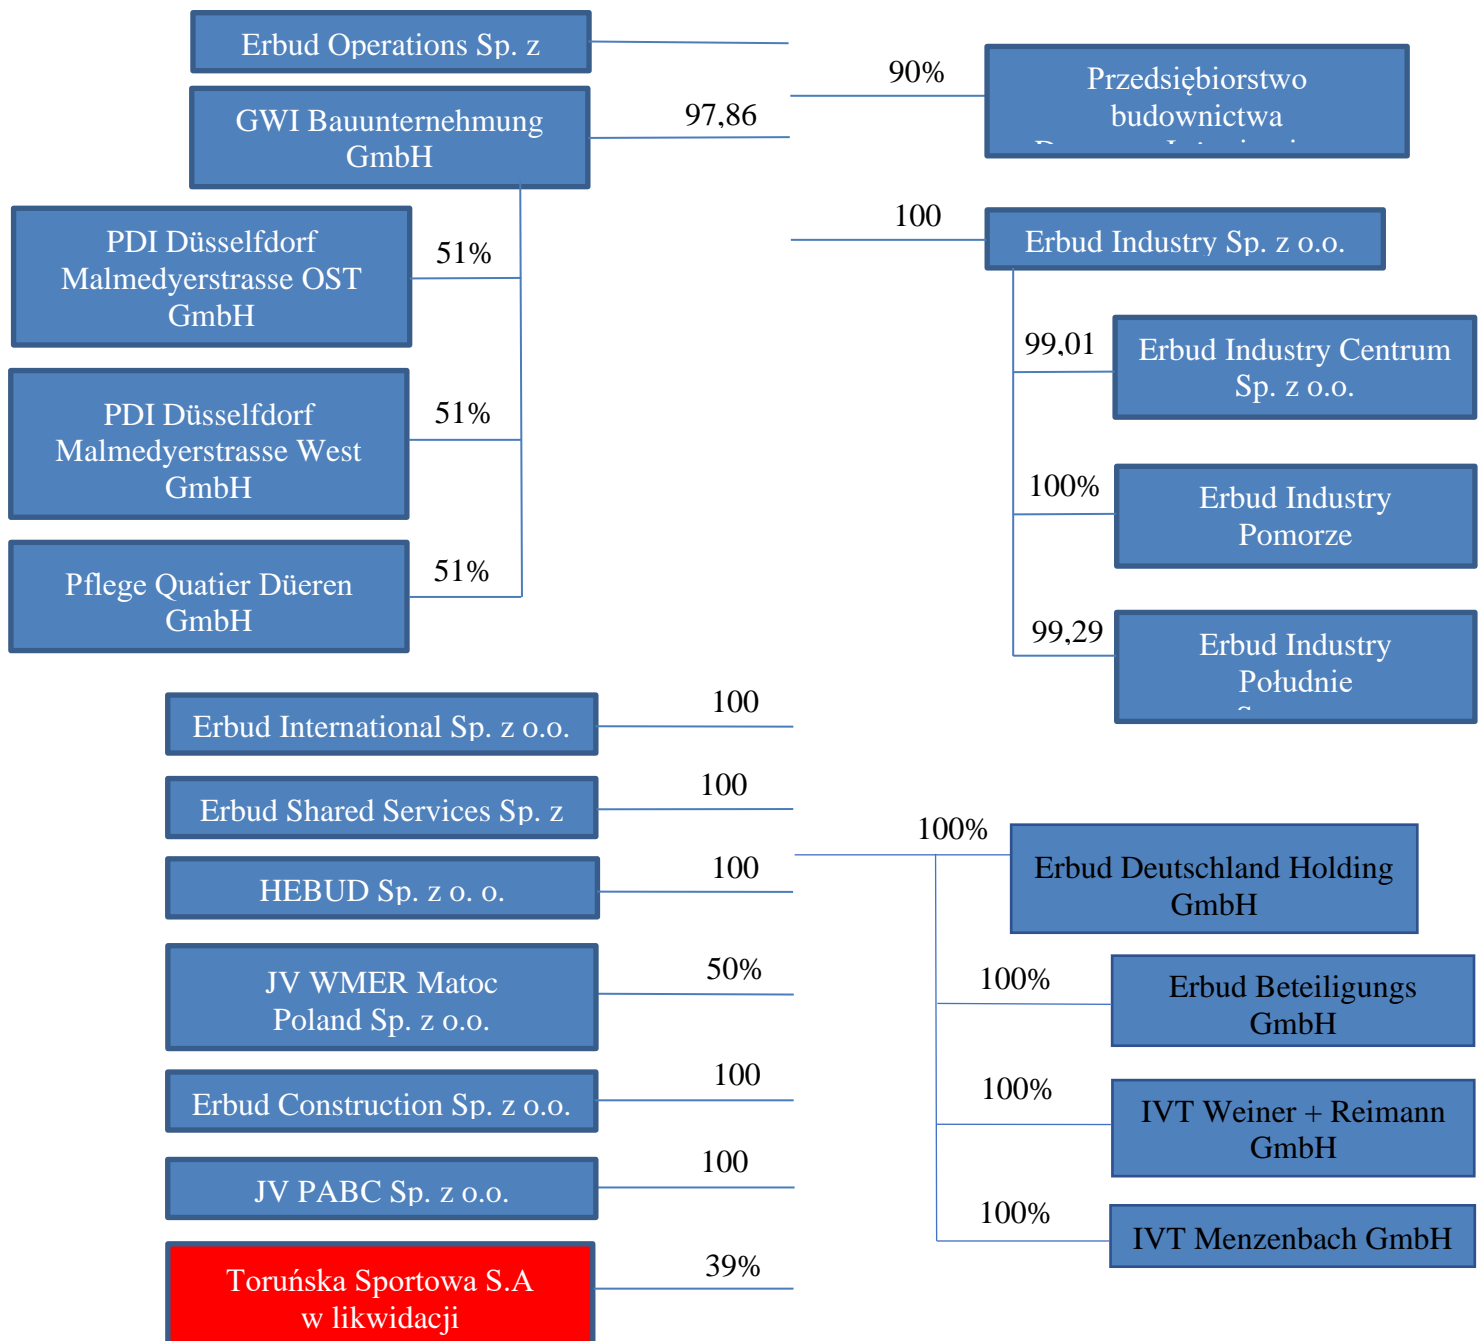 Erbud Operations Sp. z
90%
Przedsiębiorstwo
budownictwa
GWI Bauunternehmung
GmbH
97,86
PDI Düsselfdorf
Malmedyerstrasse OST
GmbH
51%
100
Erbud Industry Sp. z o.o.
99,01
Erbud Industry Centrum
Sp. z o.o.
PDI Düsselfdorf
Malmedyerstrasse West
GmbH
51%
100%
Erbud Industry
Pomorze
Pflege Quatier Düeren
GmbH
51%
99,29
Erbud Industry
Południe
Erbud International Sp. z o.o.
100
Erbud Shared Services Sp. z
100
HEBUD Sp. z o. o.
100
100%
Erbud Deutschland Holding
GmbH
JV WMER Matoc
Poland Sp. z o.o.
50%
100%
Erbud Beteiligungs
GmbH
Erbud Construction Sp. z o.o.
100
100%
IVT Weiner + Reimann
GmbH
JV PABC Sp. z o.o.
100
100%
IVT Menzenbach GmbH
Toruńska Sportowa S.A
w likwidacji
39%